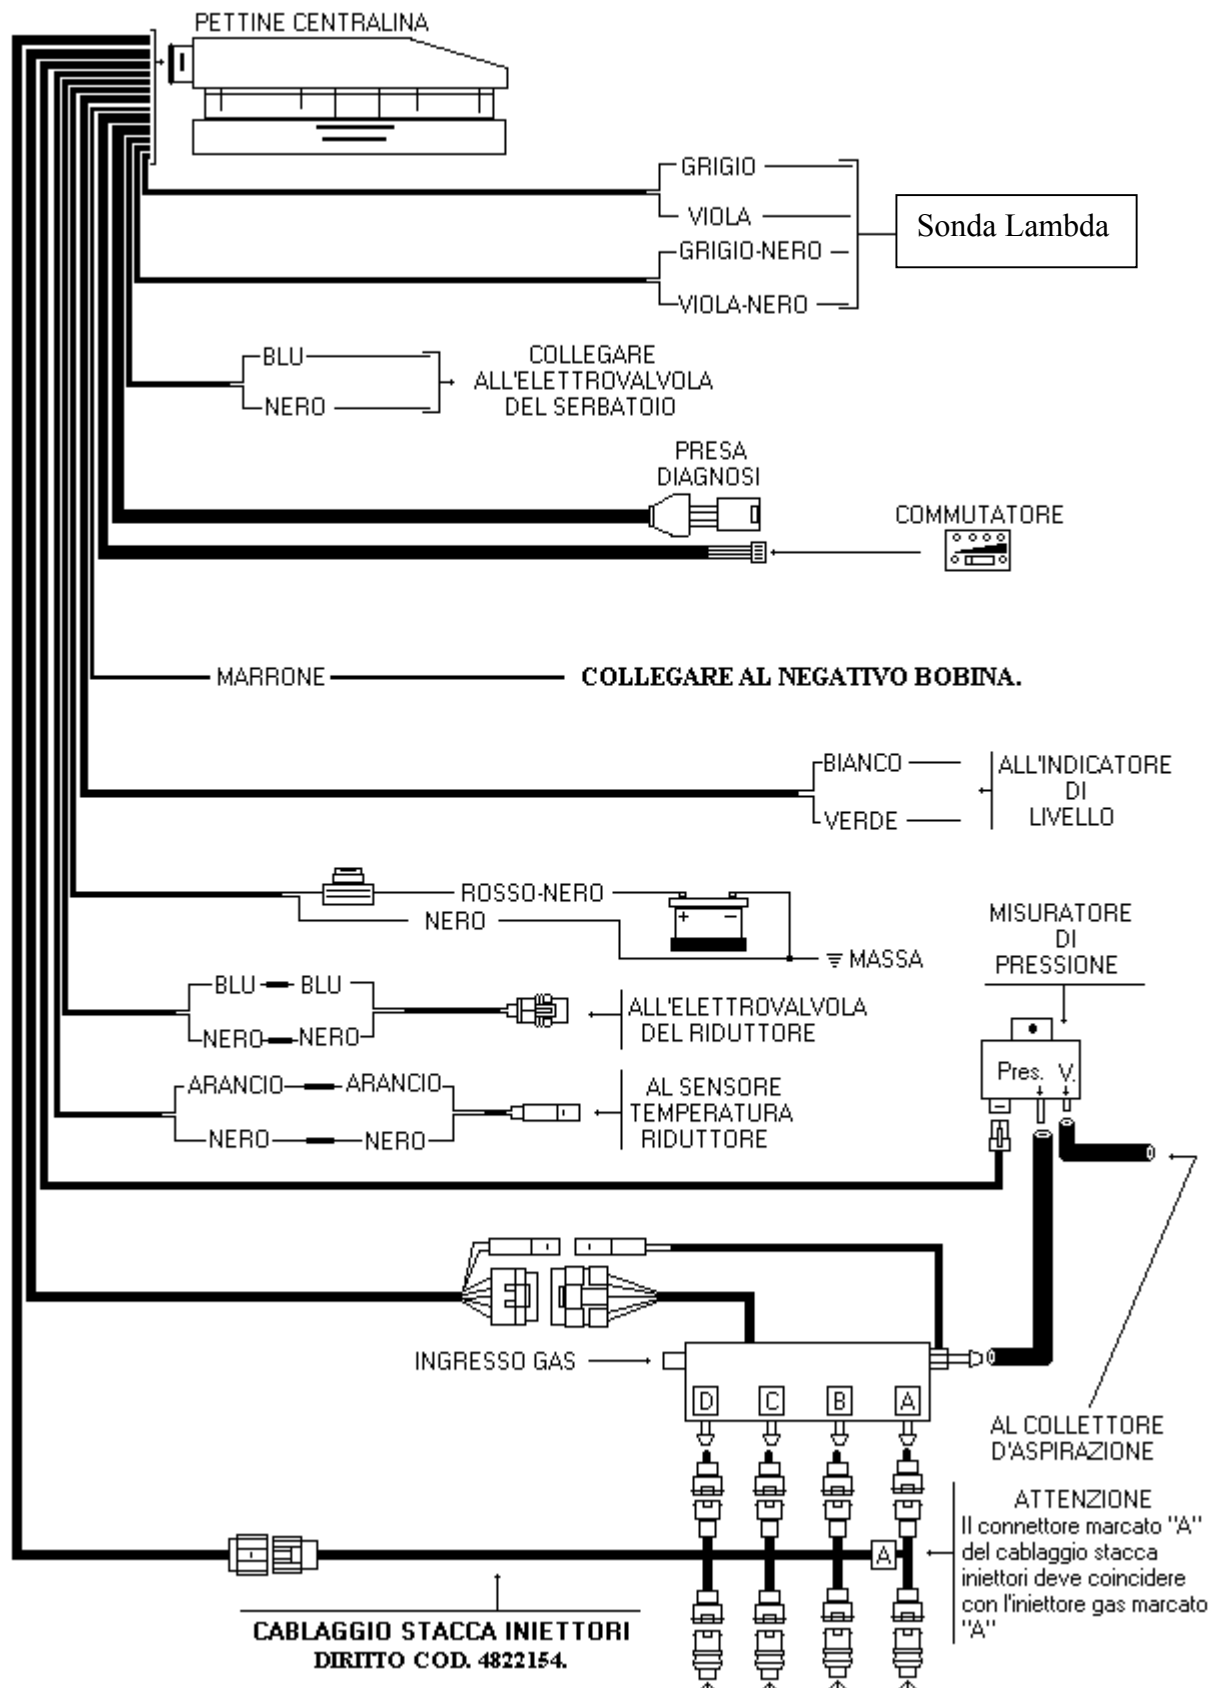 PETTINE CENTRALINA
GRIGIO
VIOLA
GRIGIO-NERO
VIOLA-NERO
Sonda Lambda
BLU
NERO
COLLEGARE
ALL'ELETTROVALVOLA
DEL SERBATOIO
PRESA
DIAGNOSI
COMMUTATORE
MARRONE
COLLEGARE AL NEGATIVO BOBINA.
BIANCO
VERDE
ALL'INDICATORE
DI
LIVELLO
ROSSO-NERO
NERO
+ −
MASSA
MISURATORE
DI
PRESSIONE
Pres. V.
BLU BLU
NERO NERO
ALL'ELETTROVALVOLA
DEL RIDUTTORE
ARANCIO ARANCIO
NERO NERO
AL SENSORE
TEMPERATURA
RIDUTTORE
INGRESSO GAS
D C B A
AL COLLETTORE
D'ASPIRAZIONE
A
ATTENZIONE
Il connettore marcato "A"
del cablaggio stacca
iniettori deve coincidere
con l'iniettore gas marcato
"A"
CABLAGGIO STACCA INIETTORI
DIRITTO COD. 4822154.